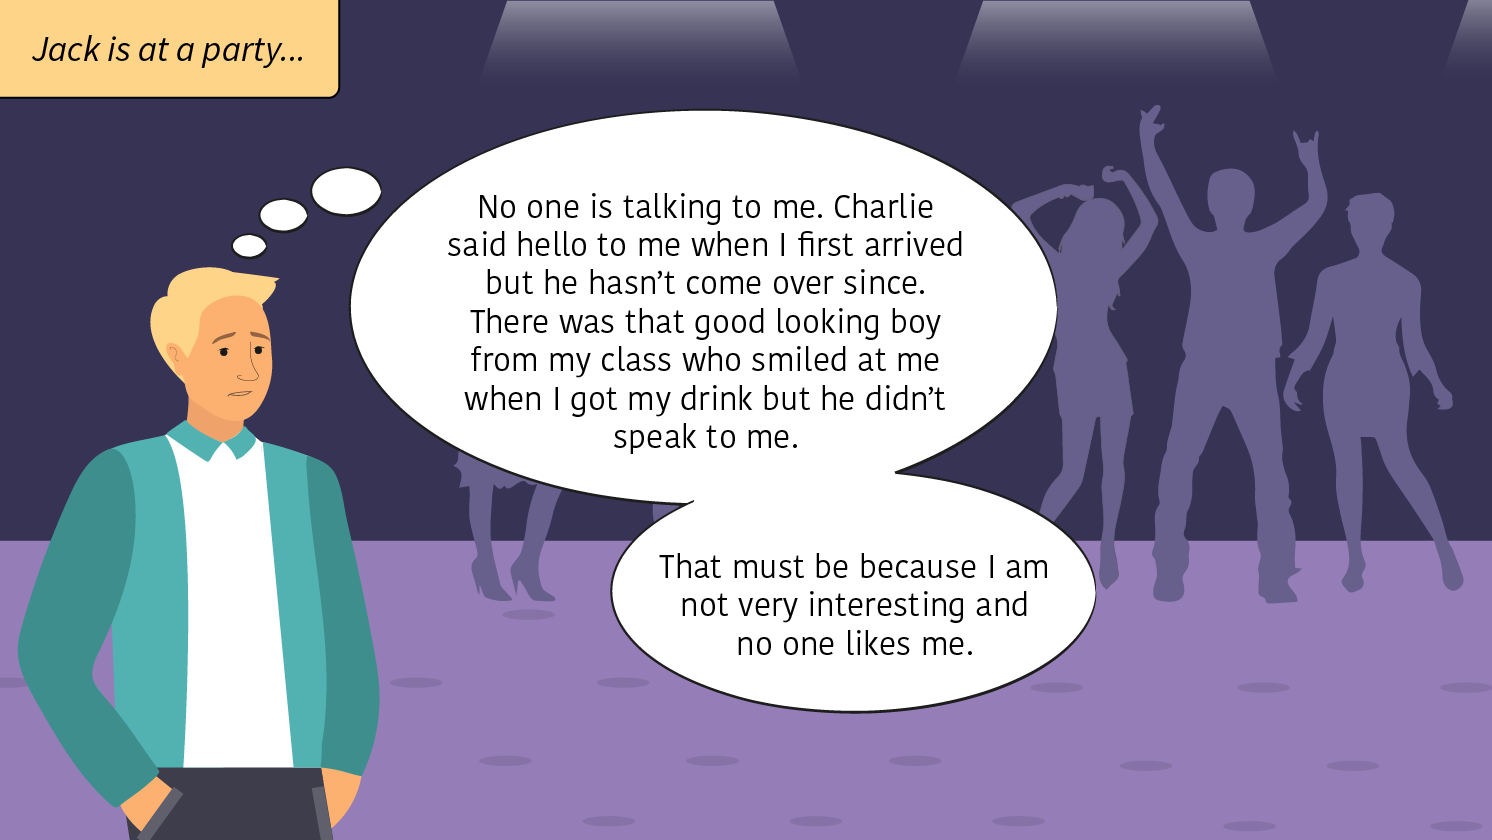 Jack is at a party...
No one is talking to me. Charlie
said hello to me when I first arrived
but he hasn’t come over since.
There was that good looking boy
from my class who smiled at me
when I got my drink but he didn’t
speak to me.
That must be because I am
not very interesting and
no one likes me.